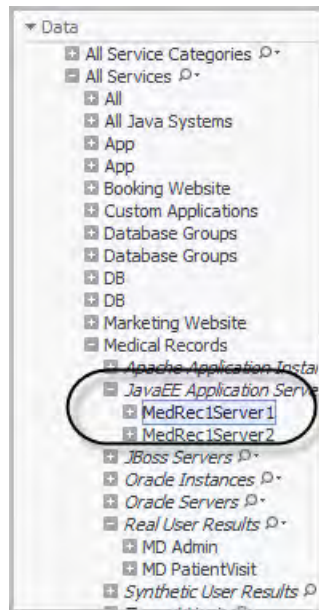 Data
All Service Categories
All Services
All
All Java Systems
App
App
Booking Website
Custom Applications
Database Groups
Database Groups
DB
DB
Marketing Website
Medical Records
Apache Application
JavaEE Application
MedRec1Server1
MedRec1Server2
JBoss Servers
Oracle Instances
Oracle Servers
Real User Results
MD Admin
MD PatientVisit
Synthetic User Results